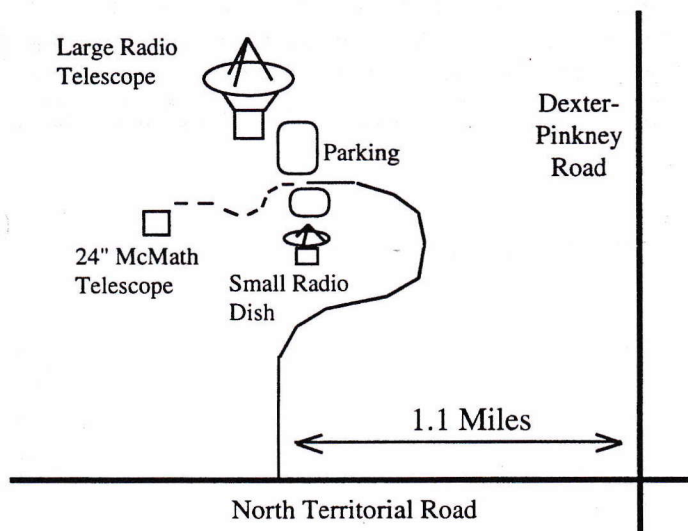 Large Radio
Telescope
Dexter-
Pinkney
Road
Parking
24" McMath
Telescope
Small Radio
Dish
1.1 Miles
North Territorial Road